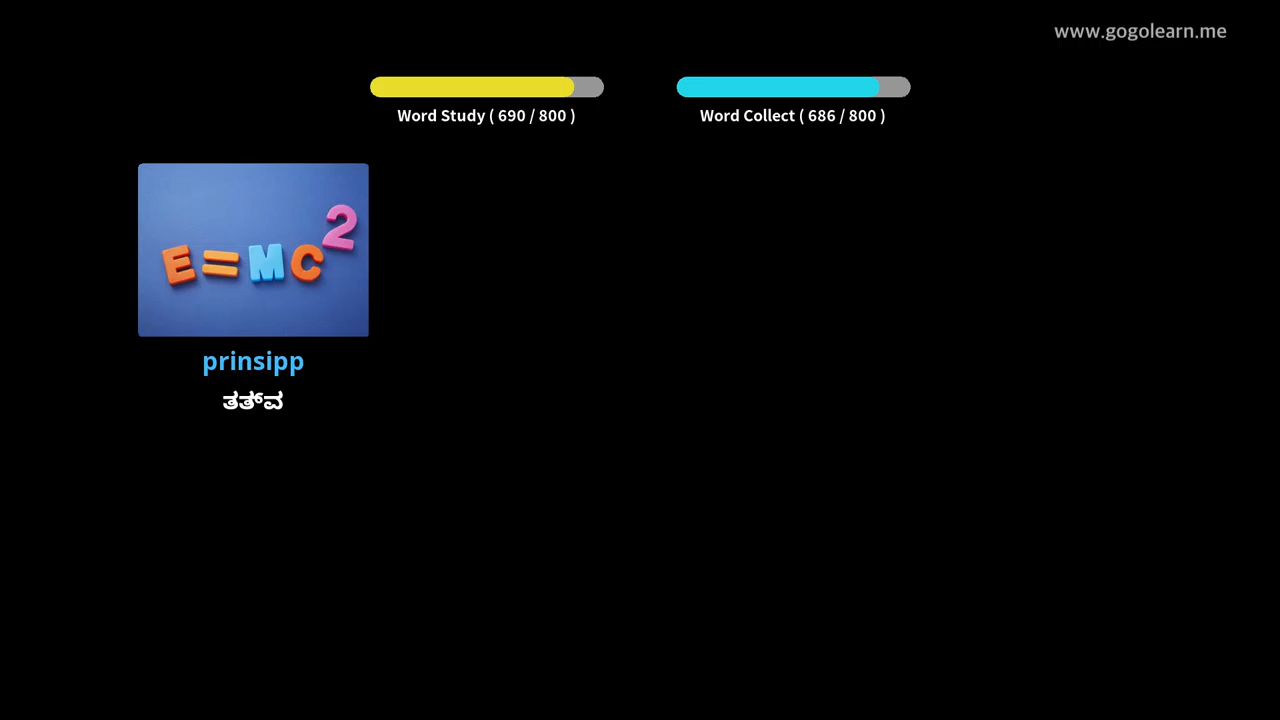 www.gogolearn.me
Word Study ( 690 / 800 )
Word Collect ( 686 / 800 )
E=MC²
prinsipp
ತತ್ವ